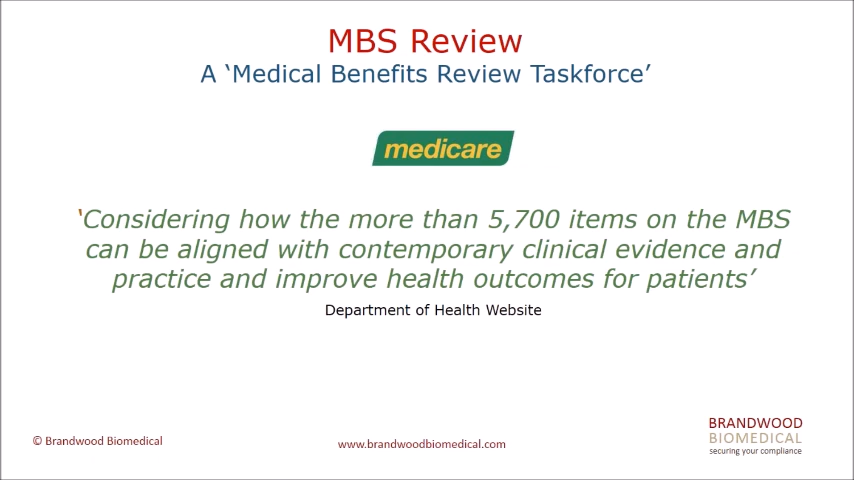 MBS Review
A ‘Medical Benefits Review Taskforce’
medicare
‘Considering how the more than 5,700 items on the MBS
can be aligned with contemporary clinical evidence and
practice and improve health outcomes for patients’
Department of Health Website
© Brandwood Biomedical
www.brandwoodbiomedical.com
BRANDWOOD
BIOMEDICAL
securing your compliance